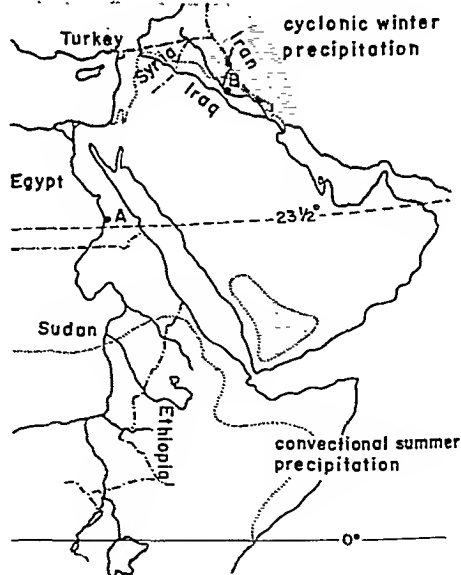 cyclonic winter
precipitation
Turkey
Iran
Syria
B
Iraq
Egypt
A
23½°
Sudan
Ethiopia
convectional summer
precipitation
0°